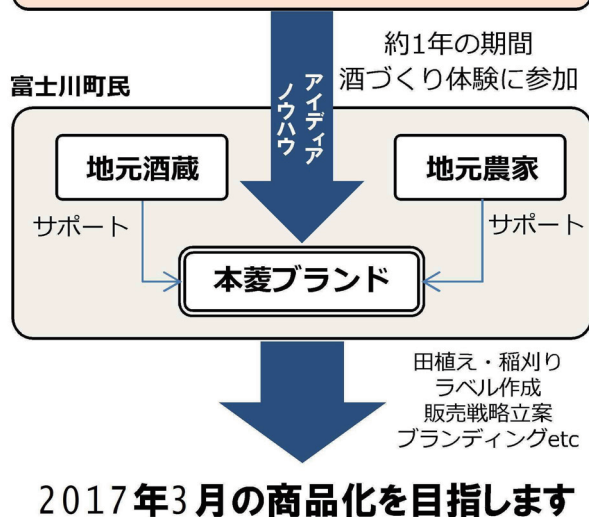 約1年の期間
酒づくり体験に参加
富士川町民
アイディア
ノウハウ
地元酒蔵
地元農家
サポート
サポート
本菱ブランド
田植え・稲刈り
ラベル作成
販売戦略立案
ブランディングetc
2017年3月の商品化を目指します